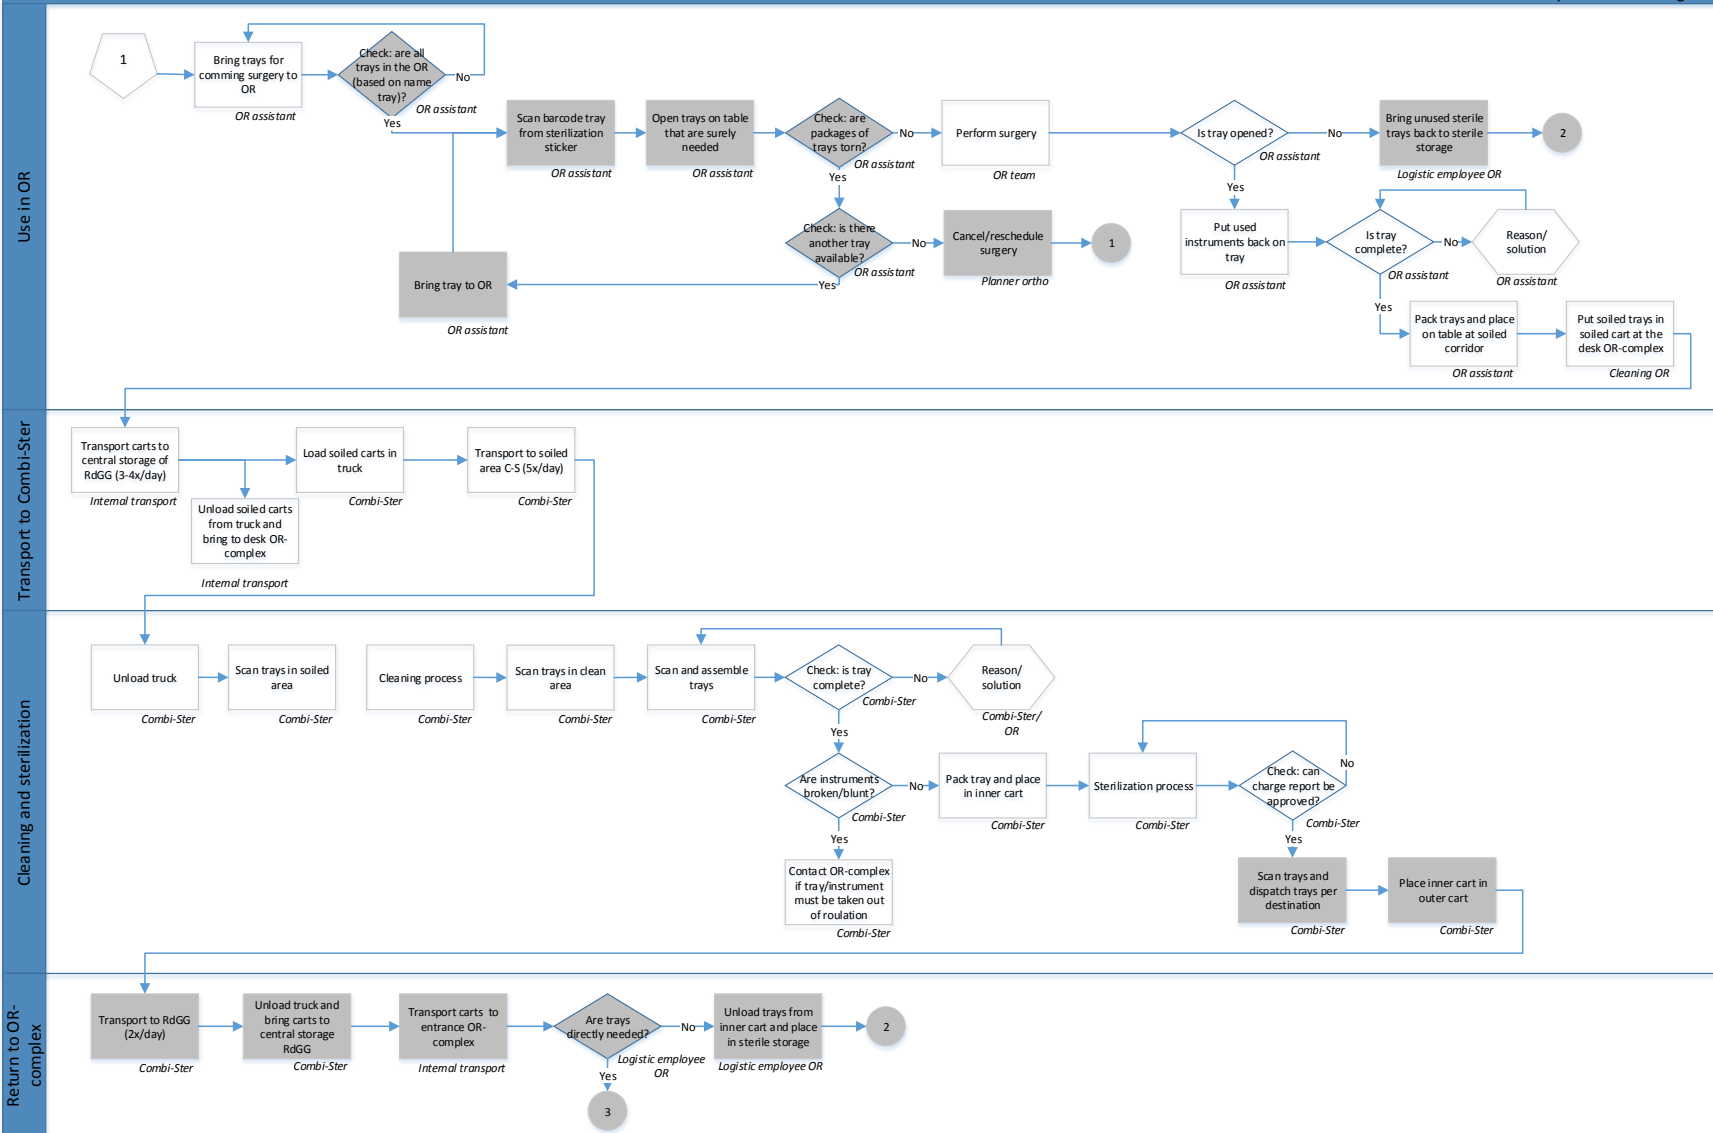 Use in OR
1
Bring trays for
comming surgery to
OR
OR assistant
Check: are all
trays in the OR
(based on name
tray)?
OR assistant
No
Yes
Scan barcode tray
from sterilization
sticker
OR assistant
Open trays on table
that are surely
needed
OR assistant
Check: are
packages of
trays torn?
OR assistant
No
Yes
Perform surgery
OR team
Is tray opened?
OR assistant
No
Yes
Bring unused sterile
trays back to sterile
storage
Logistic employee OR
2
Check: is there
another tray
available?
OR assistant
No
Yes
Cancel/reschedule
surgery
Planner ortho
1
Bring tray to OR
OR assistant
Put used
instruments back on
tray
OR assistant
Is tray
complete?
OR assistant
No
Yes
Reason/
solution
OR assistant
Pack trays and place
on table at soiled
corridor
OR assistant
Put soiled trays in
soiled cart at the
desk OR-complex
Cleaning OR
Transport to Combi-Ster
Transport carts to
central storage of
RdGG (3-4x/day)
Internal transport
Unload soiled carts
from truck and
bring to desk OR-
complex
Internal transport
Load soiled carts in
truck
Combi-Ster
Transport to soiled
area C-S (5x/day)
Combi-Ster
Cleaning and sterilization
Unload truck
Combi-Ster
Scan trays in soiled
area
Combi-Ster
Cleaning process
Combi-Ster
Scan trays in clean
area
Combi-Ster
Scan and assemble
trays
Combi-Ster
Check: is tray
complete?
Combi-Ster
No
Yes
Reason/
solution
Combi-Ster/
OR
Are instruments
broken/blunt?
Combi-Ster
No
Yes
Pack tray and place
in inner cart
Combi-Ster
Sterilization process
Combi-Ster
Check: can
charge report be
approved?
Combi-Ster
No
Yes
Contact OR-complex
if tray/instrument
must be taken out
of roulation
Combi-Ster
Scan trays and
dispatch trays per
destination
Combi-Ster
Place inner cart in
outer cart
Combi-Ster
Return to OR-
complex
Transport to RdGG
(2x/day)
Combi-Ster
Unload truck and
bring carts to
central storage
RdGG
Combi-Ster
Transport carts to
entrance OR-
complex
Internal transport
Are trays
directly needed?
Logistic employee
OR
No
Yes
Unload trays from
inner cart and place
in sterile storage
Logistic employee OR
2
3